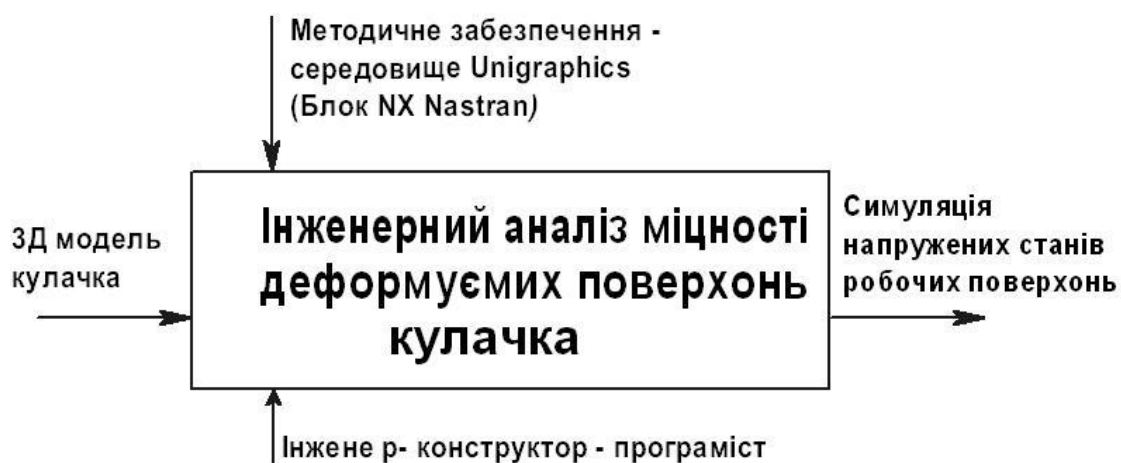 Методичне забезпечення -
середовище Unigraphics
(Блок NX Nastran)
3Д модель
кулачка
Інженерний аналіз міцності
деформуємих поверхонь
кулачка
Симуляція
напружених станів
робочих поверхонь
Інжене р- конструктор - програміст